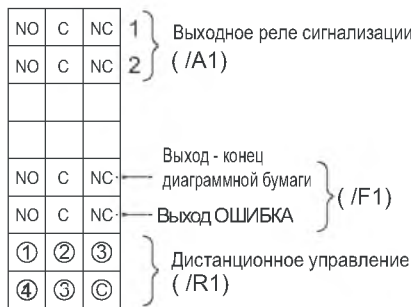 NO C NC 1 Выходное реле сигнализации
NO C NC 2 ( /A1)
NO C NC Выход - конец
диаграммной бумаги
( /F1)
NO C NC Выход ОШИБКА
① ② ③ Дистанционное управление
④ ③ Ⓒ ( /R1)